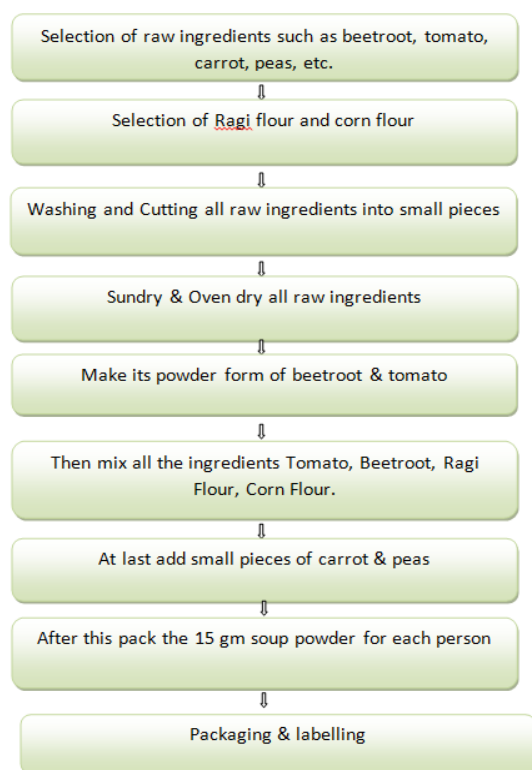 Selection of raw ingredients such as beetroot, tomato,
carrot, peas, etc.
Selection of Ragi flour and corn flour
Washing and Cutting all raw ingredients into small pieces
Sundry & Oven dry all raw ingredients
Make its powder form of beetroot & tomato
Then mix all the ingredients Tomato, Beetroot, Ragi
Flour, Corn Flour.
At last add small pieces of carrot & peas
After this pack the 15 gm soup powder for each person
Packaging & labelling